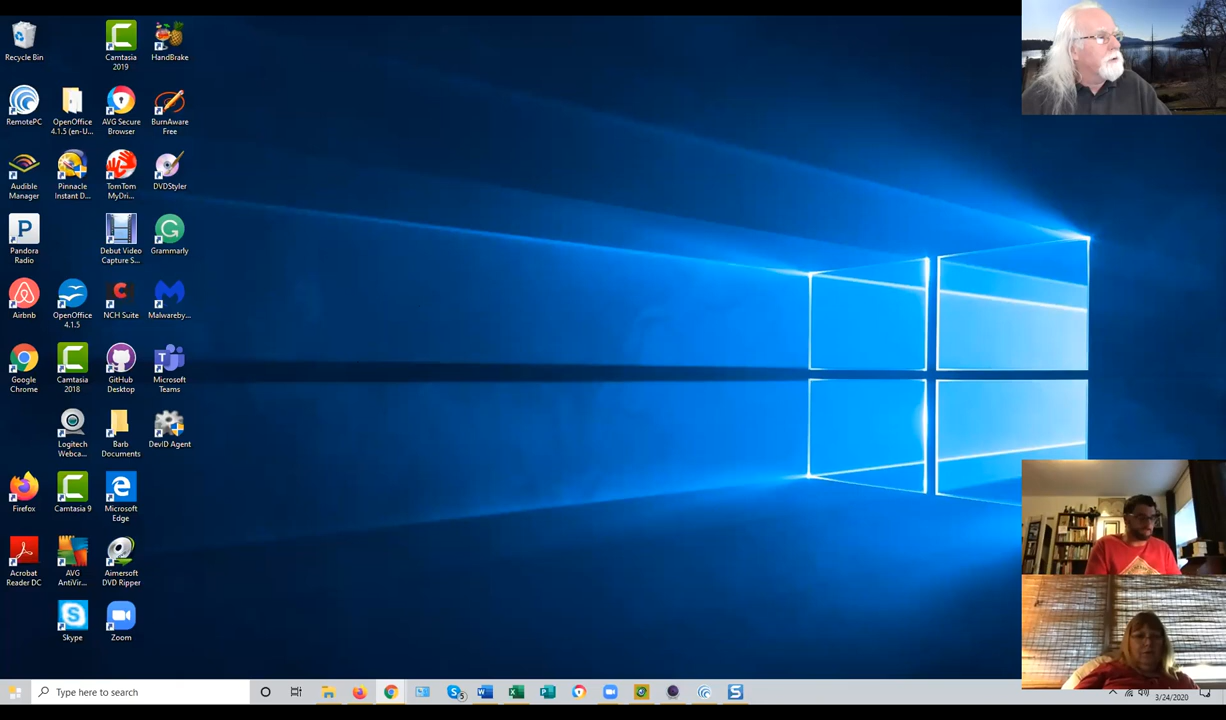 Recycle Bin
Camtasia
2019
HandBrake
RemotePC
OpenOffice
4.1.5 (en-U...
AVG Secure
Browser
BurnAware
Free
Audible
Manager
Pinnacle
Instant D...
TomTom
MyDri...
DVDStyler
Pandora
Radio
Debut Video
Capture S...
Grammarly
Airbnb
OpenOffice
4.1.5
NCH Suite
Malwareby...
Google
Chrome
Camtasia
2018
GitHub
Desktop
Microsoft
Teams
Logitech
Webca...
Barb
Documents
DevID Agent
Firefox
Camtasia 9
Microsoft
Edge
Acrobat
Reader DC
AVG
AntiVir...
Aimersoft
DVD Ripper
Skype
Zoom
Type here to search
3/24/2020